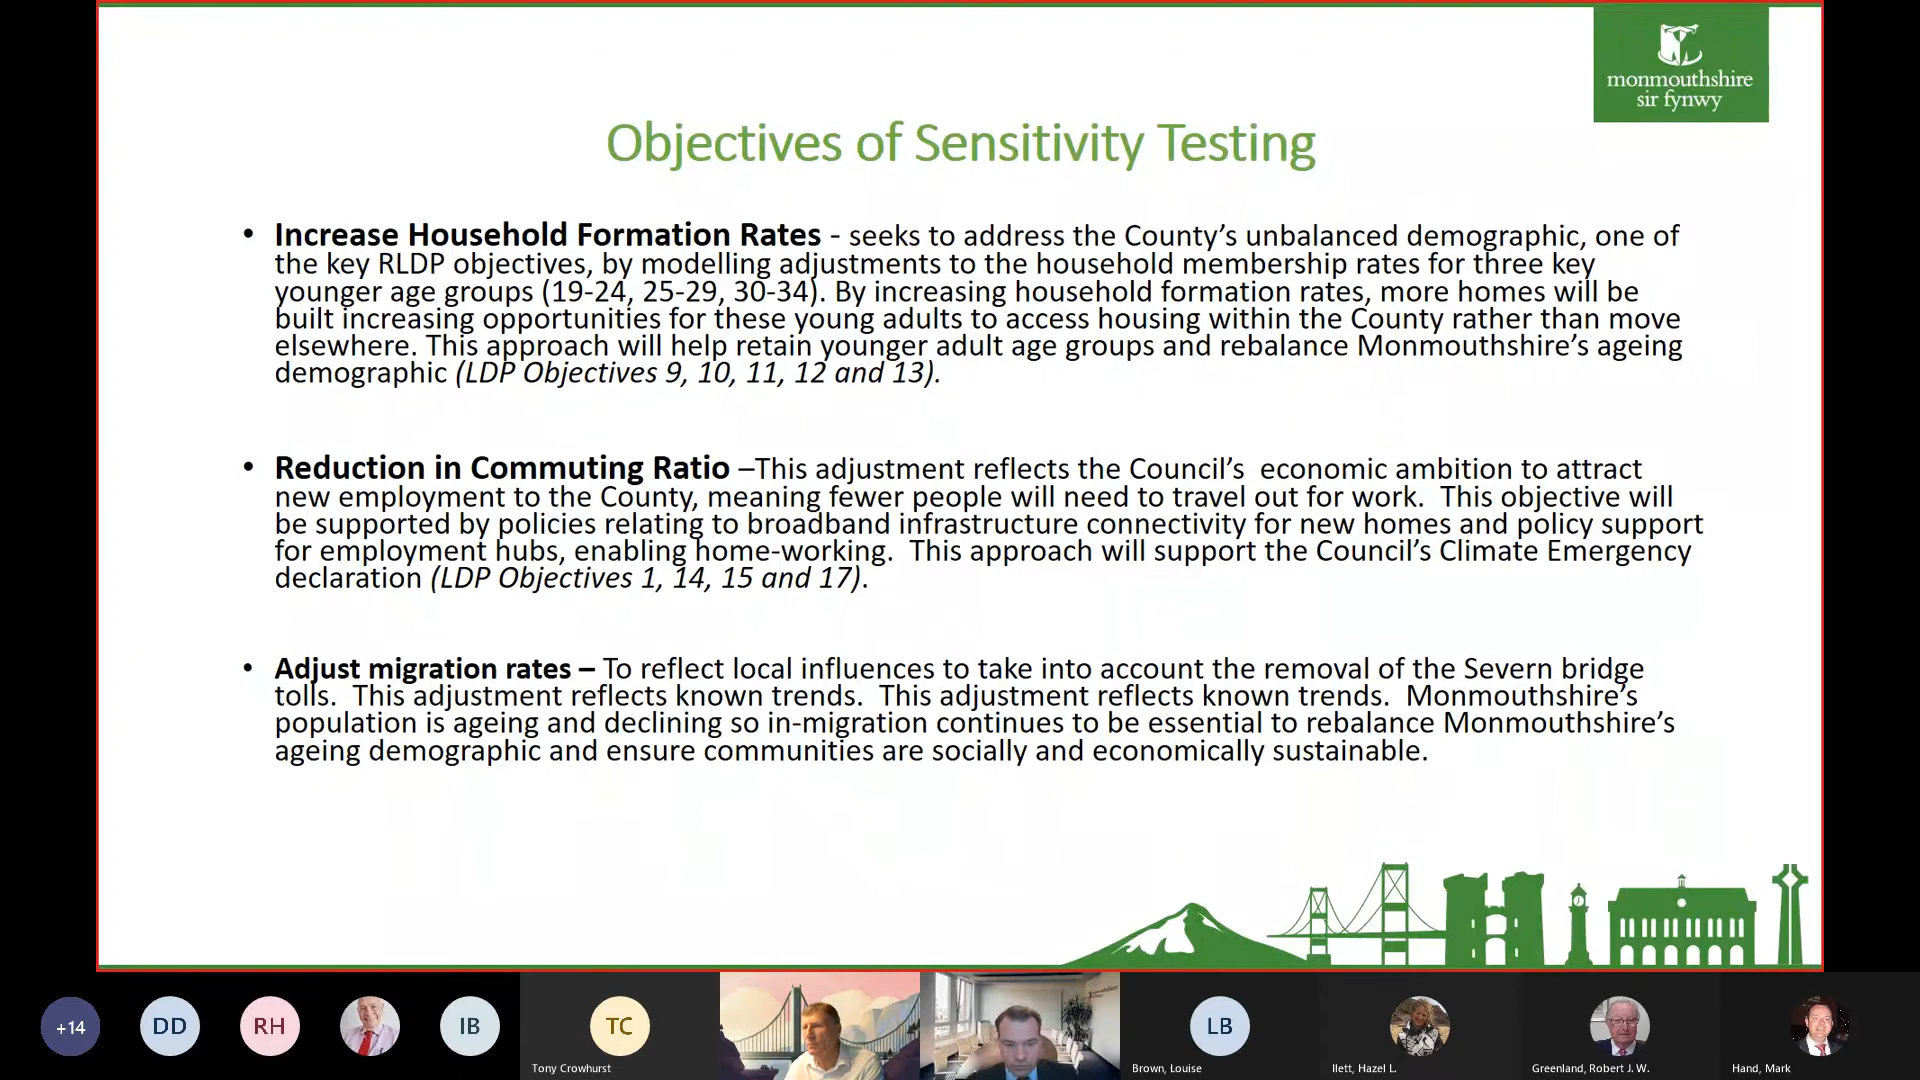 monmouthshire
sir fynwy
Objectives of Sensitivity Testing
• Increase Household Formation Rates - seeks to address the County’s unbalanced demographic, one of
the key RLDP objectives, by modelling adjustments to the household membership rates for three key
younger age groups (19-24, 25-29, 30-34). By increasing household formation rates, more homes will be
built increasing opportunities for these young adults to access housing within the County rather than move
elsewhere. This approach will help retain younger adult age groups and rebalance Monmouthshire’s ageing
demographic (LDP Objectives 9, 10, 11, 12 and 13).
• Reduction in Commuting Ratio –This adjustment reflects the Council’s  economic ambition to attract
new employment to the County, meaning fewer people will need to travel out for work.  This objective will
be supported by policies relating to broadband infrastructure connectivity for new homes and policy support
for employment hubs, enabling home-working.  This approach will support the Council’s Climate Emergency
declaration (LDP Objectives 1, 14, 15 and 17).
• Adjust migration rates – To reflect local influences to take into account the removal of the Severn bridge
tolls.  This adjustment reflects known trends.  This adjustment reflects known trends.  Monmouthshire’s
population is ageing and declining so in-migration continues to be essential to rebalance Monmouthshire’s
ageing demographic and ensure communities are socially and economically sustainable.
+14
DD
RH
IB
TC
Tony Crowhurst
monmouthshire
LB
Brown, Louise
Ilett, Hazel L.
Greenland, Robert J. W.
Hand, Mark